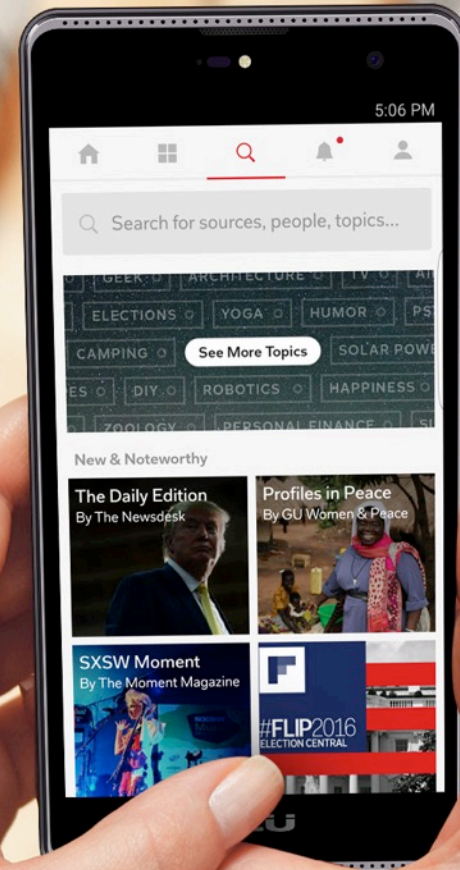 5:06 PM
Search for sources, people, topics...
GEEK ARCHITECTURE TV
ELECTIONS YOGA HUMOR
CAMPING See More Topics SOLAR POWE
DIY ROBOTICS HAPPINESS
ZOOLOGY PERSONAL FINANCE
New & Noteworthy
The Daily Edition
By The Newsdesk
Profiles in Peace
By GU Women & Peace
SXSW Moment
By The Moment Magazine
#FLIP2016
ELECTION CENTRAL